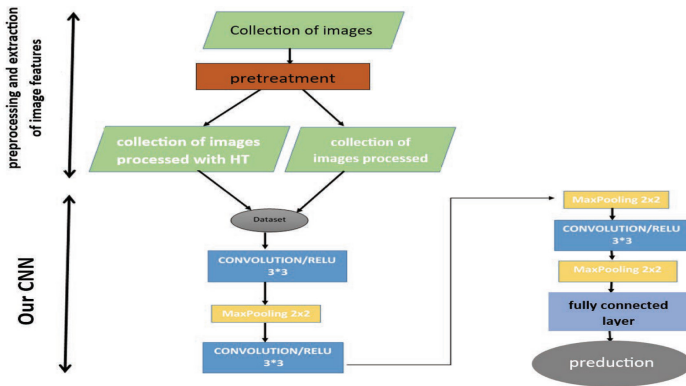 preprocessing and extraction
of image features
Collection of images
pretreatment
collection of images
processed with HT
collection of
images processed
Our CNN
Dataset
CONVOLUTION/RELU
3*3
MaxPooling 2x2
CONVOLUTION/RELU
3*3
MaxPooling 2x2
CONVOLUTION/RELU
3*3
MaxPooling 2x2
fully connected
layer
preduction